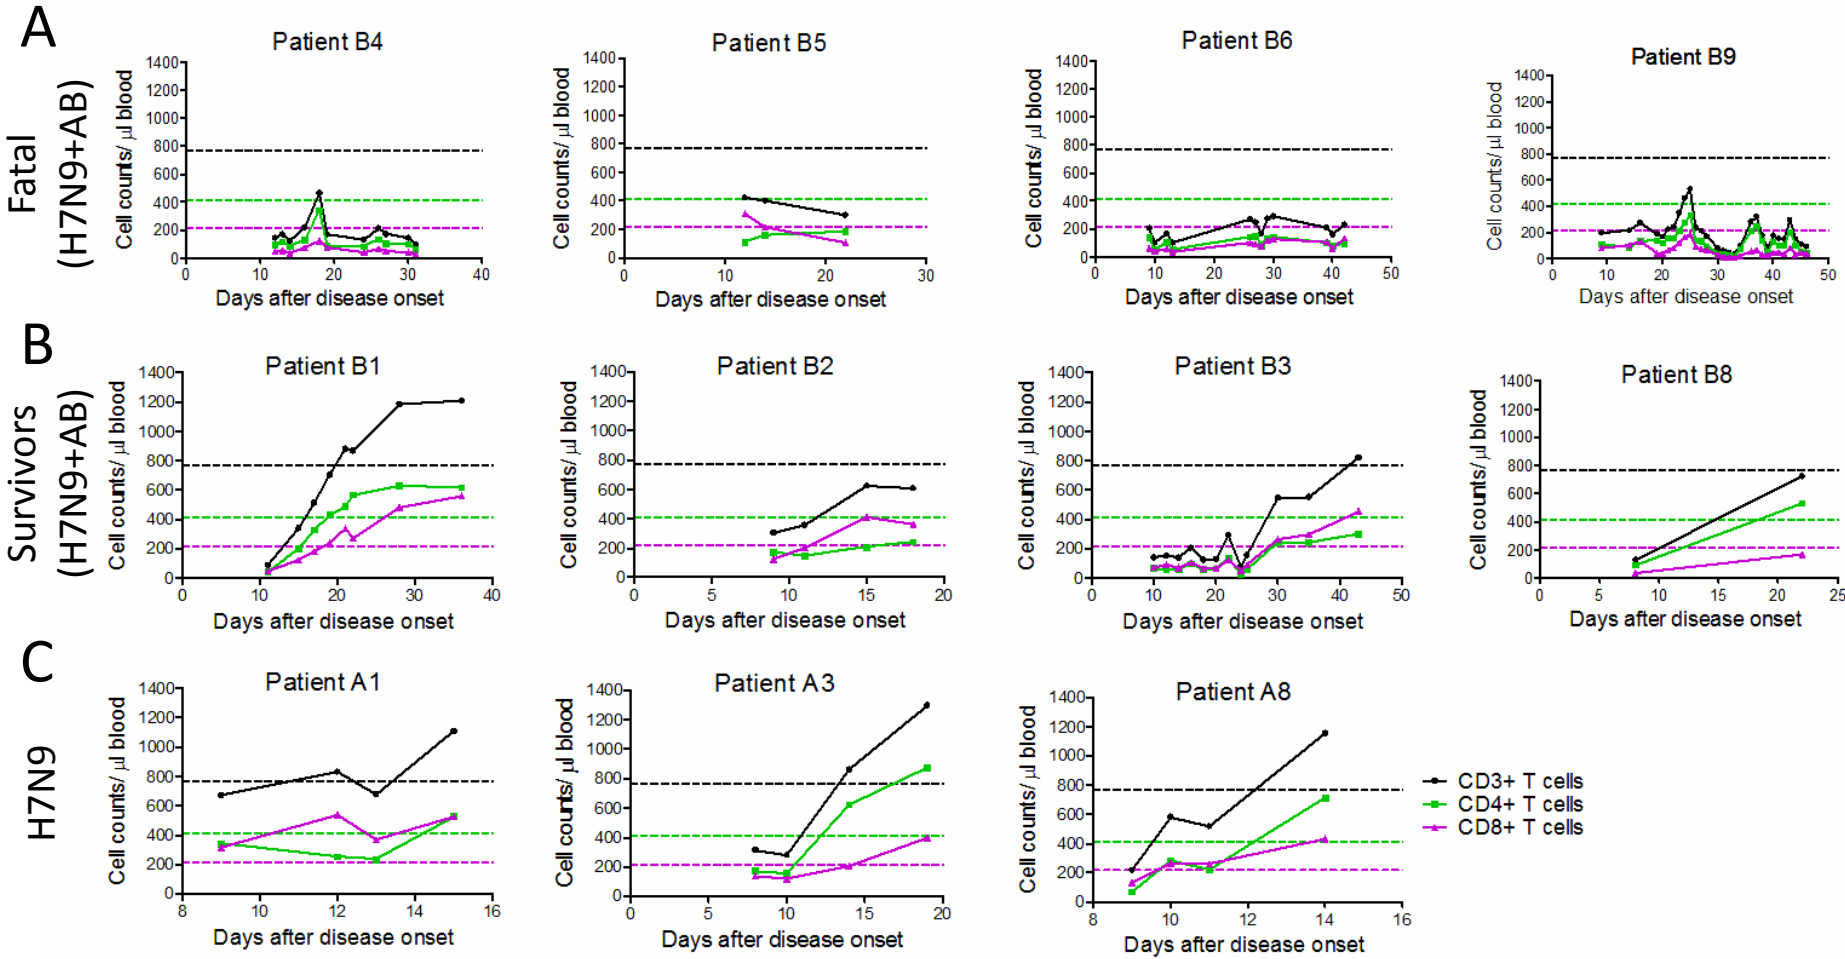 A
Fatal
(H7N9+AB)
Patient B4
Cell counts/ µl blood
1400
1200
1000
800
600
400
200
0
0 10 20 30 40
Days after disease onset
Patient B5
Cell counts/ µl blood
1400
1200
1000
800
600
400
200
0
0 10 20 30
Days after disease onset
Patient B6
Cell counts/ µl blood
1400
1200
1000
800
600
400
200
0
0 10 20 30 40 50
Days after disease onset
Patient B9
Cell counts/ µl blood
1400
1200
1000
800
600
400
200
0
0 10 20 30 40 50
Days after disease onset
B
Survivors
(H7N9+AB)
Patient B1
Cell counts/ µl blood
1400
1200
1000
800
600
400
200
0
0 10 20 30 40
Days after disease onset
Patient B2
Cell counts/ µl blood
1400
1200
1000
800
600
400
200
0
0 5 10 15 20
Days after disease onset
Patient B3
Cell counts/ µl blood
1400
1200
1000
800
600
400
200
0
0 10 20 30 40 50
Days after disease onset
Patient B8
Cell counts/ µl blood
1400
1200
1000
800
600
400
200
0
0 5 10 15 20 25
Days after disease onset
C
H7N9
Patient A1
Cell counts/ µl blood
1400
1200
1000
800
600
400
200
0
8 10 12 14 16
Days after disease onset
Patient A3
Cell counts/ µl blood
1400
1200
1000
800
600
400
200
0
0 5 10 15 20
Days after disease onset
Patient A8
Cell counts/ µl blood
1400
1200
1000
800
600
400
200
0
8 10 12 14 16
Days after disease onset
CD3+ T cells
CD4+ T cells
CD8+ T cells